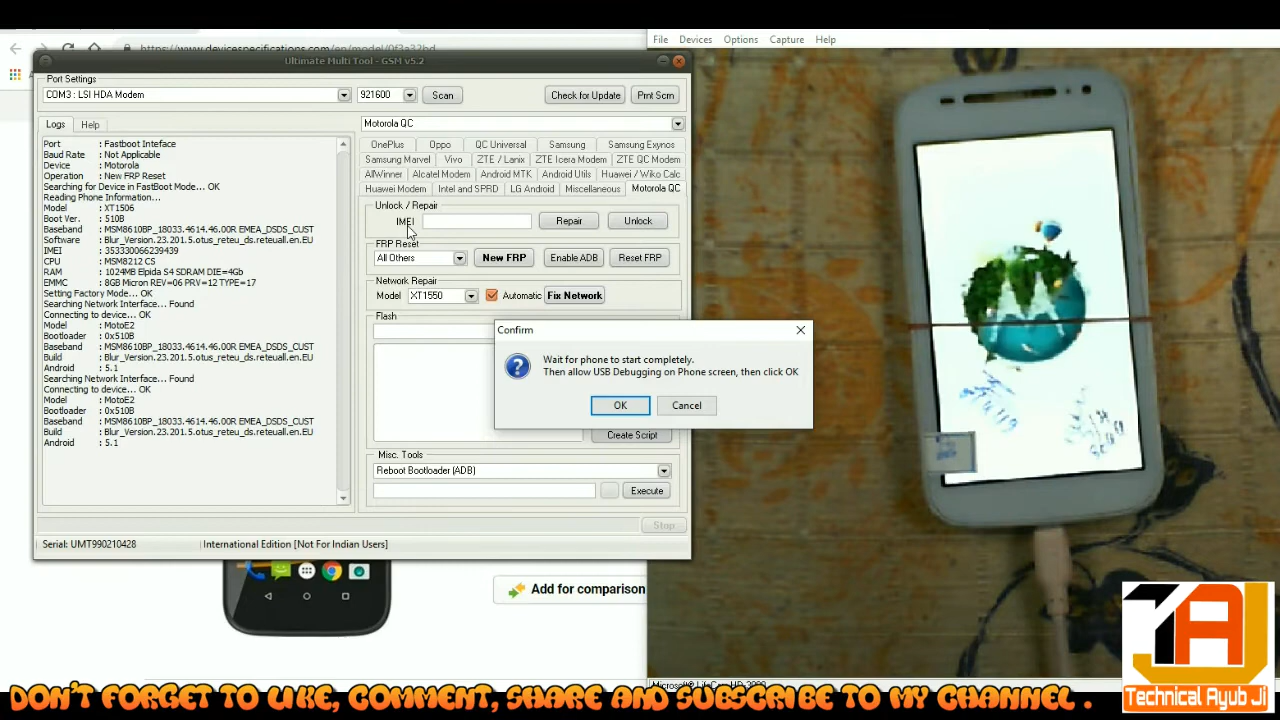 https://www.devicespecifications.com/en/model/0f3a32bd
File Devices Options Capture Help
Ultimate Multi Tool - GSM v5.2
Port Settings
COM3 : LSI HDA Modem
921600
Scan
Check for Update
Prnt Scrn
Logs
Help
Port : Fastboot Inteface
Baud Rate : Not Applicable
Device : Motorola
Operation : New FRP Reset
Searching for Device in FastBoot Mode... OK
Reading Phone Information...
Model : XT1506
Boot Ver. : 510B
Baseband : MSM8610BP_18033.4614.46.00R EMEA_DSDS_CUST
Software : Blur_Version.23.201.5.otus_reteu_ds.reteuall.en.EU
IMEI : 353330066239439
CPU : MSM8212 CS
RAM : 1024MB Elpida S4 SDRAM DIE=4Gb
EMMC : 8GB Micron REV=06 PRV=12 TYPE=17
Setting Factory Mode... OK
Searching Network Interface... Found
Connecting to device... OK
Model : MotoE2
Bootloader : 0x510B
Baseband : MSM8610BP_18033.4614.46.00R EMEA_DSDS_CUST
Build : Blur_Version.23.201.5.otus_reteu_ds.reteuall.en.EU
Android : 5.1
Searching Network Interface... Found
Connecting to device... OK
Model : MotoE2
Bootloader : 0x510B
Baseband : MSM8610BP_18033.4614.46.00R EMEA_DSDS_CUST
Build : Blur_Version.23.201.5.otus_reteu_ds.reteuall.en.EU
Android : 5.1
Motorola QC
OnePlus Oppo QC Universal Samsung Samsung Exynos
Samsung Marvel Vivo ZTE / Lanix ZTE Icera Modem ZTE QC Modem
AllWinner Alcatel Modem Android MTK Android Utils Huawei / Wiko Calc
Huawei Modem Intel and SPRD LG Android Miscellaneous Motorola QC
Unlock / Repair
IMEI
Repair
Unlock
FRP Reset
All Others
New FRP
Enable ADB
Reset FRP
Network Repair
Model XT1550
Automatic
Fix Network
Flash
Confirm
Wait for phone to start completely.
Then allow USB Debugging on Phone screen, then click OK
OK
Cancel
Create Script
Misc. Tools
Reboot Bootloader (ADB)
Execute
Stop
Serial: UMT990210428
International Edition [Not For Indian Users]
Add for comparison
TAJ
Technical Ayub Ji
DON'T FORGET TO LIKE, COMMENT, SHARE AND SUBSCRIBE TO MY CHANNEL .